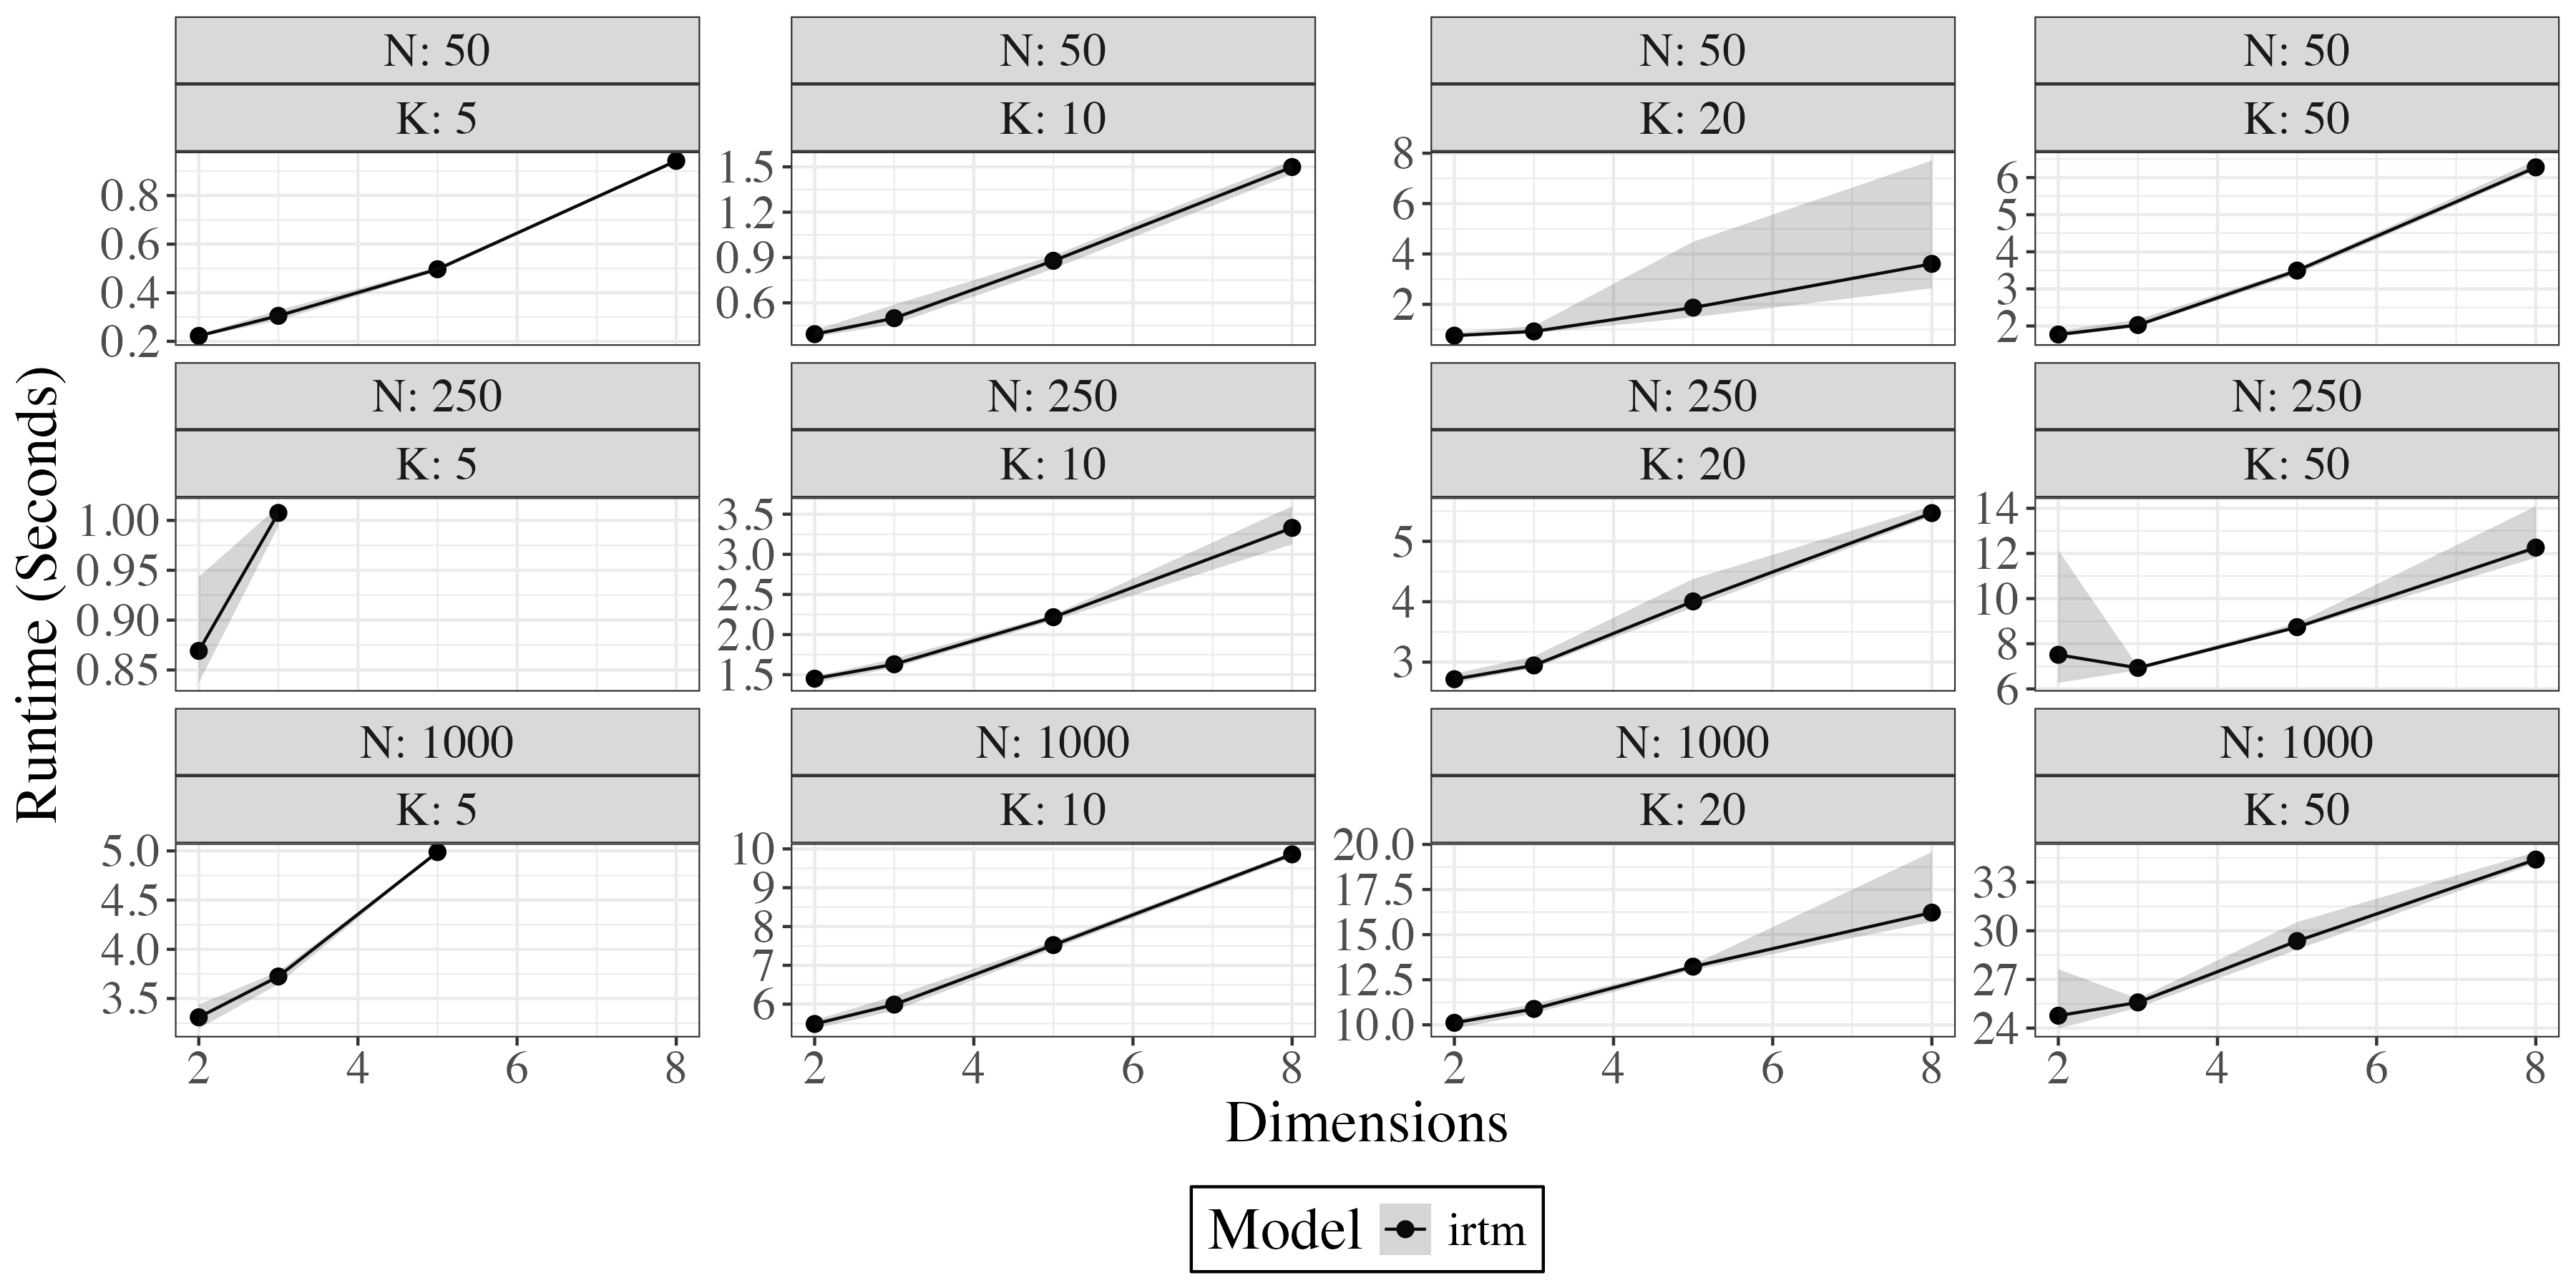 N: 50
N: 50
N: 50
N: 50
K: 5
K: 10
K: 20
K: 50
0.8
0.6
0.4
0.2
1.5
1.2
0.9
0.6
8
6
4
2
6
5
4
3
2
N: 250
N: 250
N: 250
N: 250
K: 5
K: 10
K: 20
K: 50
1.00
0.95
0.90
0.85
3.5
3.0
2.5
2.0
1.5
5
4
3
14
12
10
8
6
N: 1000
N: 1000
N: 1000
N: 1000
K: 5
K: 10
K: 20
K: 50
5.0
4.5
4.0
3.5
10
9
8
7
6
20.0
17.5
15.0
12.5
10.0
33
30
27
24
2 4 6 8
2 4 6 8
2 4 6 8
2 4 6 8
Runtime (Seconds)
Dimensions
Model irtm